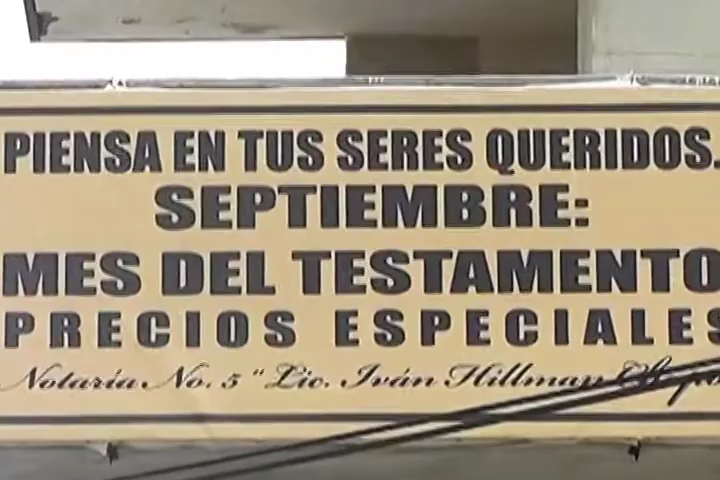 PIENSA EN TUS SERES QUERIDOS.
SEPTIEMBRE:
MES DEL TESTAMENTO
PRECIOS ESPECIALES
Notaría No. 5 "Lic. Iván Hillman